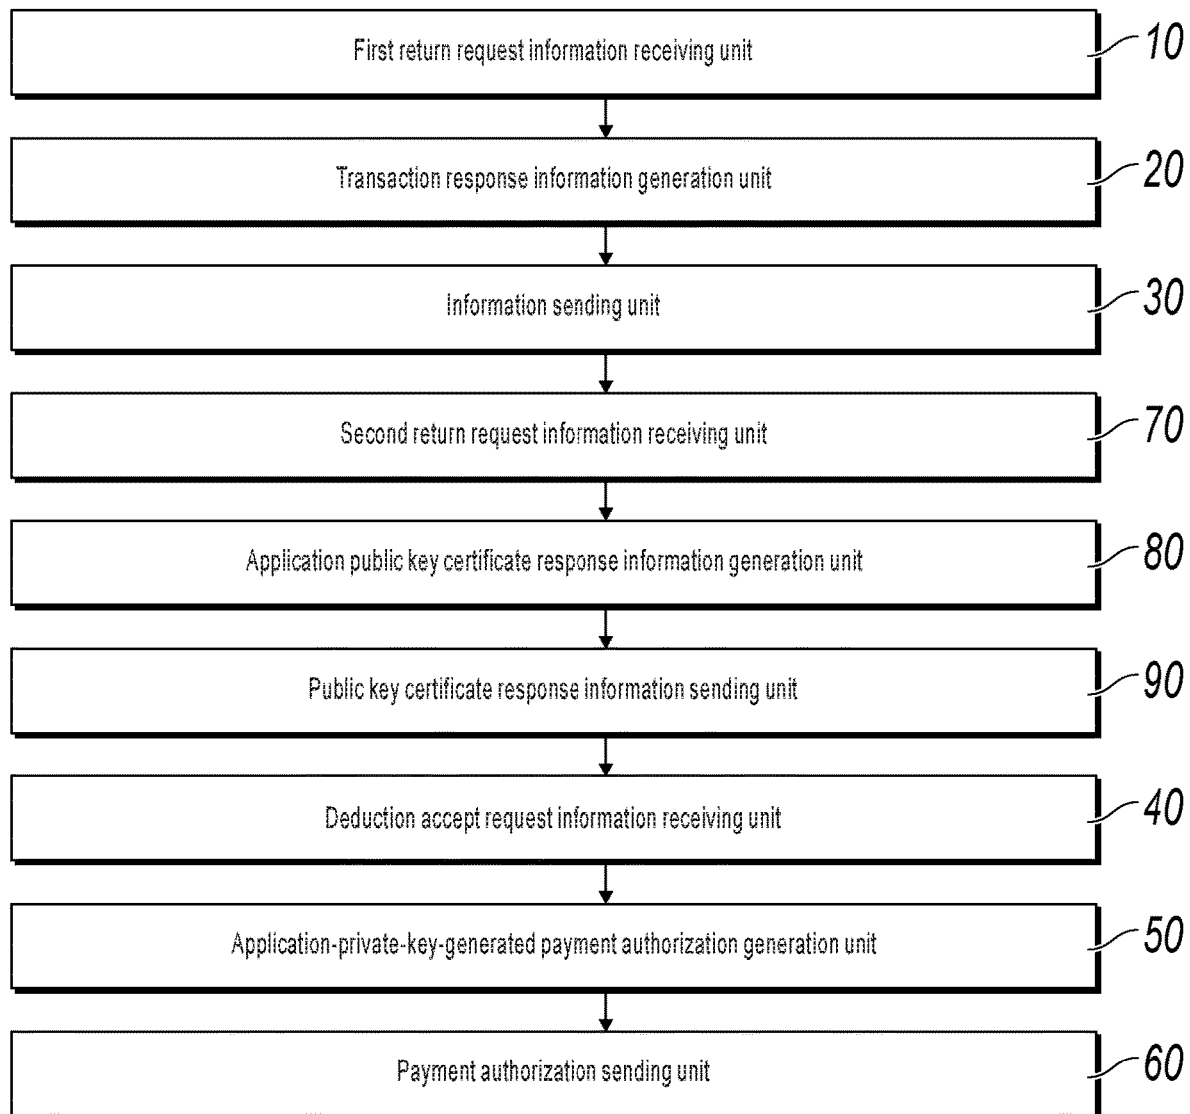 First return request information receiving unit
10
Transaction response information generation unit
20
Information sending unit
30
Second return request information receiving unit
70
Application public key certificate response information generation unit
80
Public key certificate response information sending unit
90
Deduction accept request information receiving unit
40
Application-private-key-generated payment authorization generation unit
50
Payment authorization sending unit
60